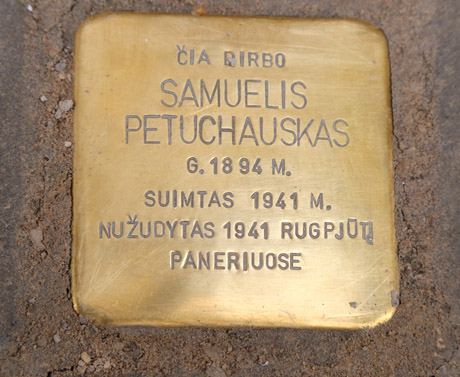 ČIA DIRBO
SAMUELIS
PETUCHAUSKAS
G. 1894 M.
SUIMTAS 1941 M.
NUŽUDYTAS 1941 RUGPJŪTĮ
PANERIUOSE